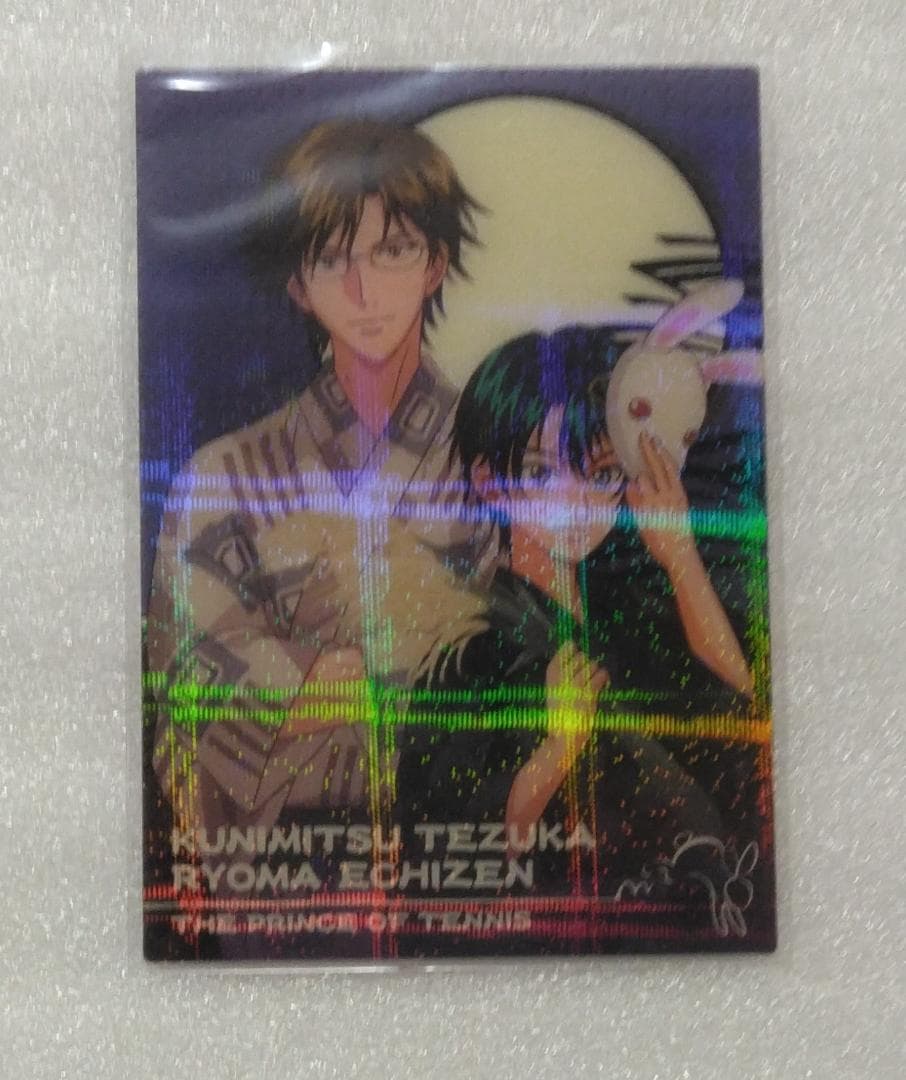 KUNIMITSU TEZUKA
RYOMA ECHIZEN
THE PRINCE OF TENNIS